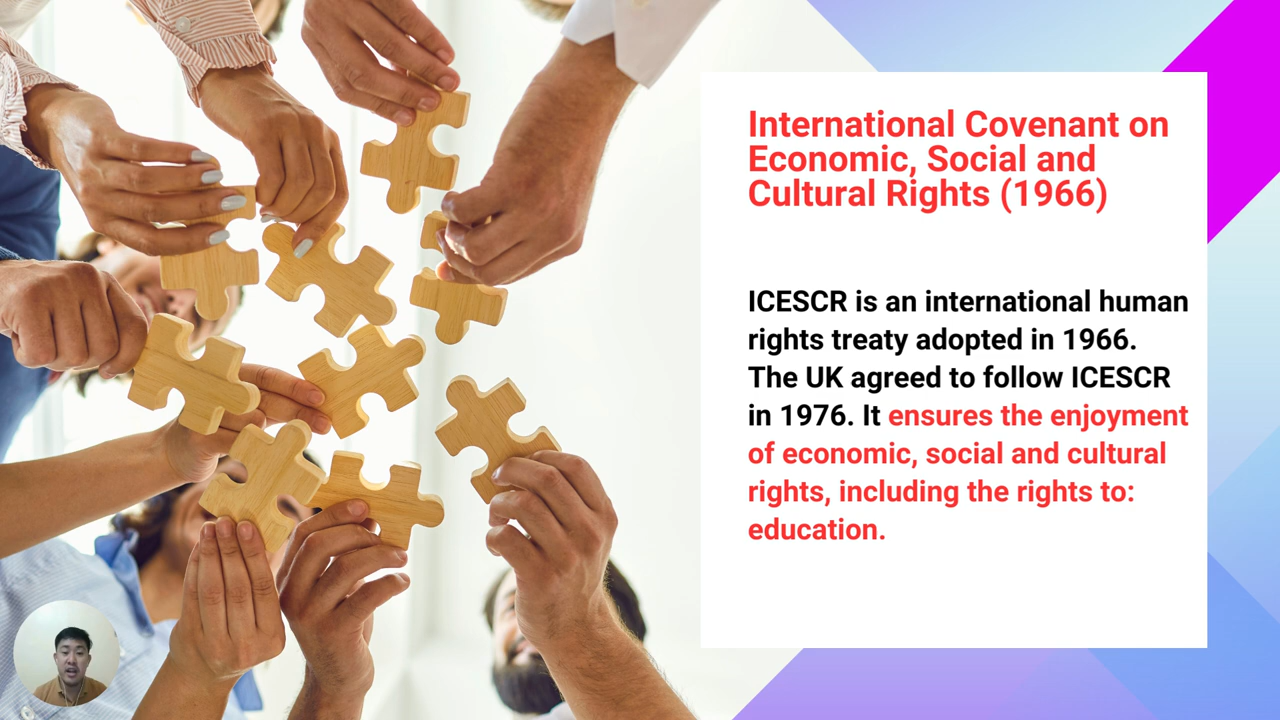 International Covenant on
Economic, Social and
Cultural Rights (1966)
ICESCR is an international human
rights treaty adopted in 1966.
The UK agreed to follow ICESCR
in 1976. It ensures the enjoyment
of economic, social and cultural
rights, including the rights to:
education.